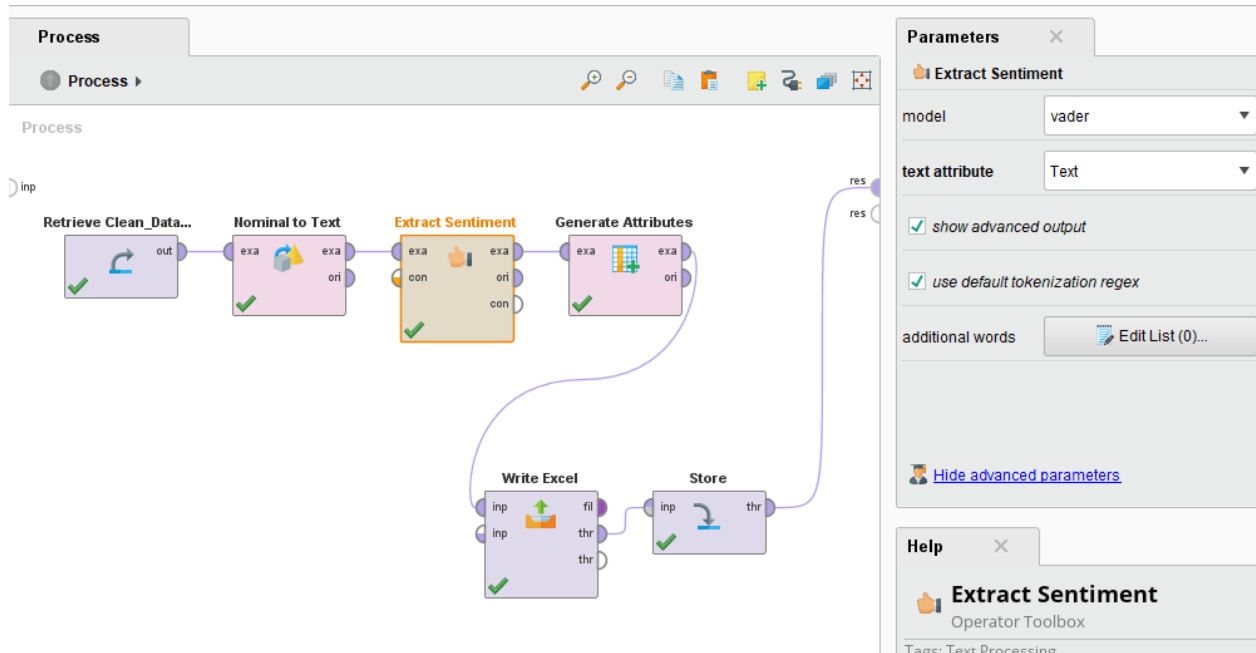 Process
Process
Process
inp
res
res
Retrieve Clean_Data...
out
Nominal to Text
exa
exa
ori
Extract Sentiment
exa
exa
con
ori
con
Generate Attributes
exa
exa
ori
Write Excel
inp
fil
inp
thr
thr
Store
inp
thr
Parameters
Extract Sentiment
model
vader
text attribute
Text
show advanced output
use default tokenization regex
additional words
Edit List (0)...
Hide advanced parameters
Help
Extract Sentiment
Operator Toolbox
Tags: Text Processing